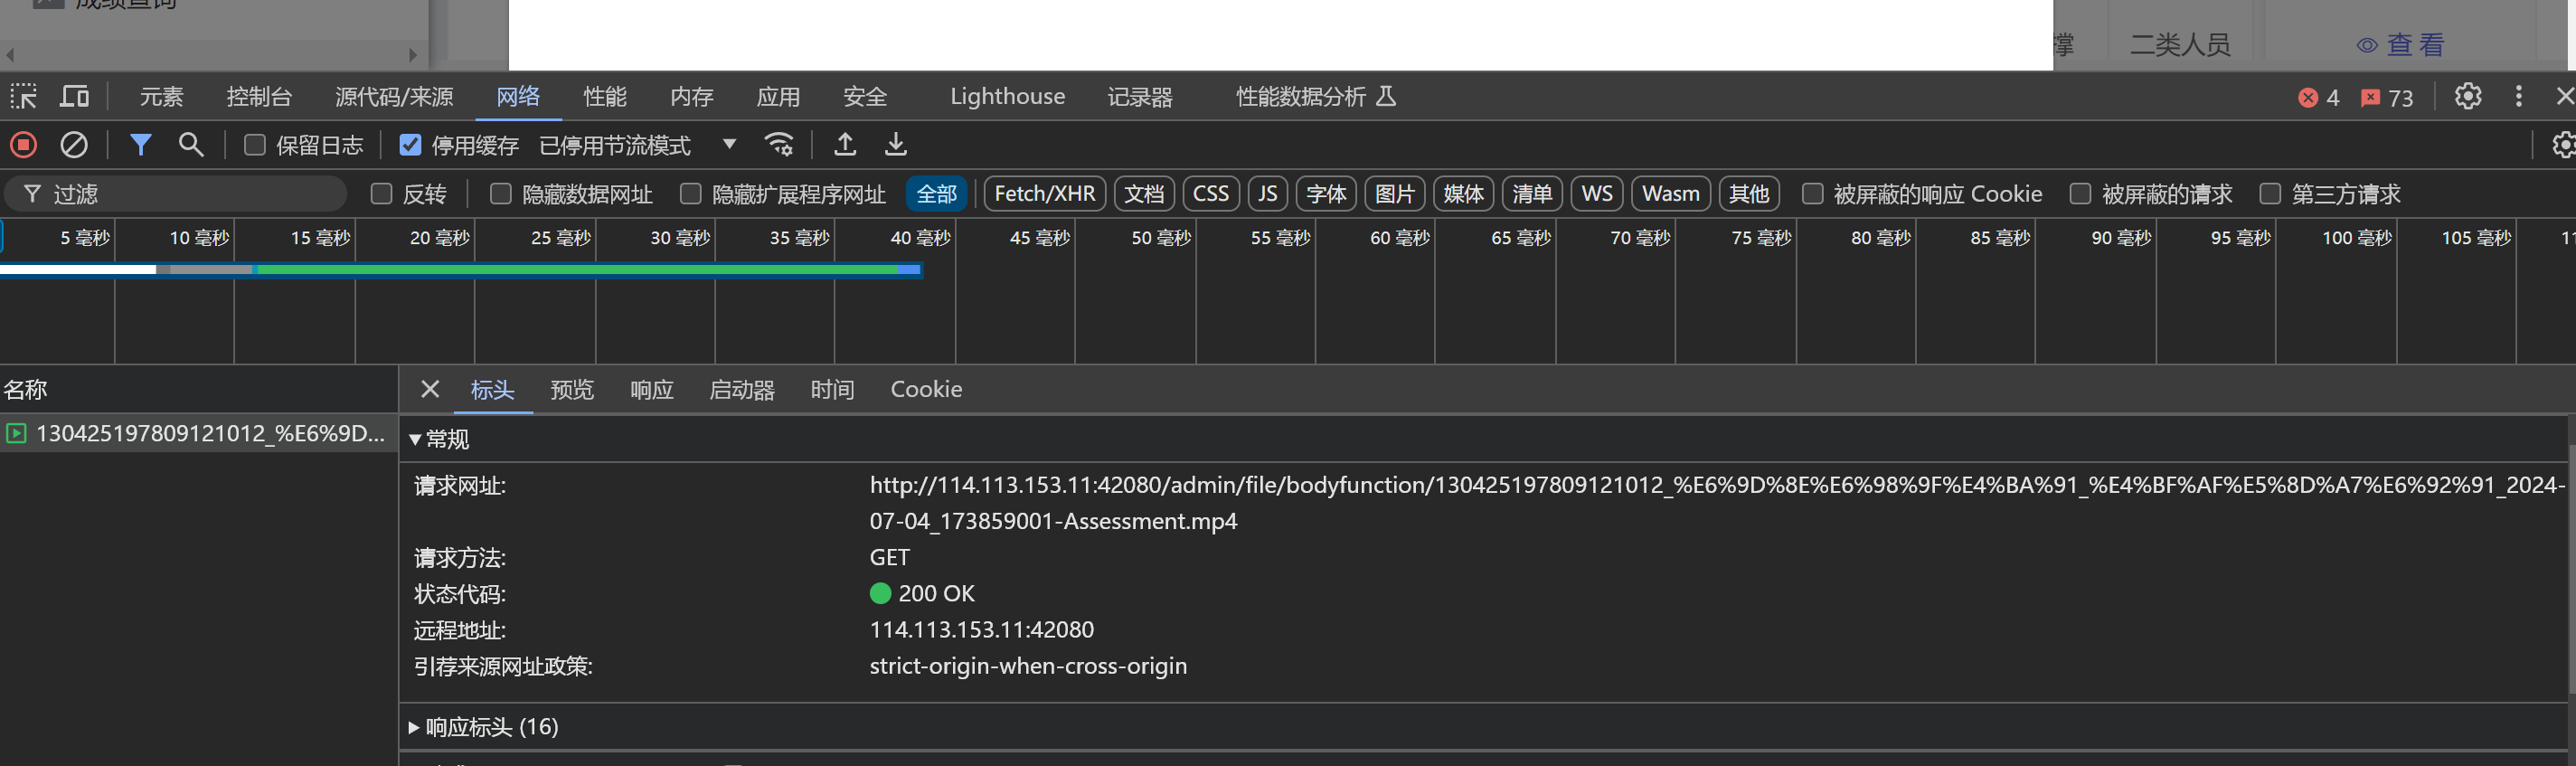 成绩查询
撑 二类人员 查 看
元素 控制台 源代码/来源 网络 性能 内存 应用 安全 Lighthouse 记录器 性能数据分析 4 73
保留日志 停用缓存 已停用节流模式
过滤 反转 隐藏数据网址 隐藏扩展程序网址 全部 Fetch/XHR 文档 CSS JS 字体 图片 媒体 清单 WS Wasm 其他 被屏蔽的响应 Cookie 被屏蔽的请求 第三方请求
5 毫秒 10 毫秒 15 毫秒 20 毫秒 25 毫秒 30 毫秒 35 毫秒 40 毫秒 45 毫秒 50 毫秒 55 毫秒 60 毫秒 65 毫秒 70 毫秒 75 毫秒 80 毫秒 85 毫秒 90 毫秒 95 毫秒 100 毫秒 105 毫秒
名称 标头 预览 响应 启动器 时间 Cookie
130425197809121012_%E6%9D...
常规
请求网址: http://114.113.153.11:42080/admin/file/bodyfunction/130425197809121012_%E6%9D%8E%E6%98%9F%E4%BA%91_%E4%BF%AF%E5%8D%A7%E6%92%91_2024-
07-04_173859001-Assessment.mp4
请求方法: GET
状态代码: 200 OK
远程地址: 114.113.153.11:42080
引荐来源网址政策: strict-origin-when-cross-origin
响应标头 (16)